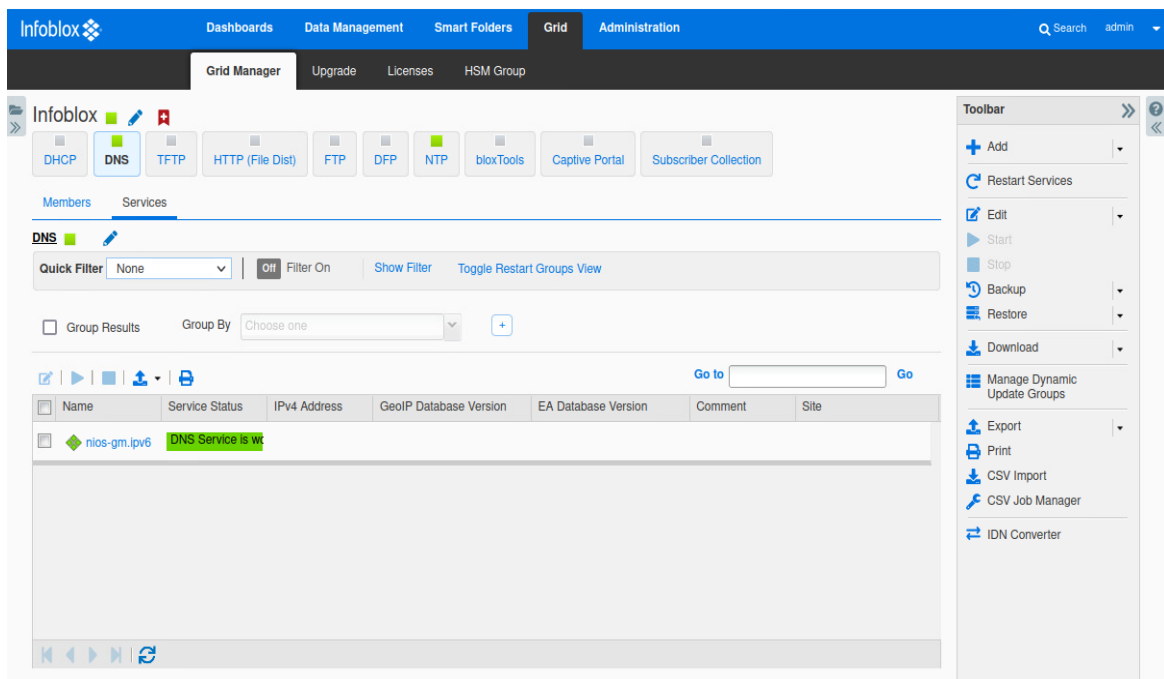 Infoblox Dashboards Data Management Smart Folders Grid Administration Search admin
Grid Manager Upgrade Licenses HSM Group
Infoblox
DHCP DNS TFTP HTTP (File Dist) FTP DFP NTP bloxTools Captive Portal Subscriber Collection
Members Services
DNS
Quick Filter None Off Filter On Show Filter Toggle Restart Groups View
Group Results Group By Choose one +
Go to Go
Name Service Status IPv4 Address GeoIP Database Version EA Database Version Comment Site
nios-gm.ipv6 DNS Service is wo
Toolbar
Add
Restart Services
Edit
Start
Stop
Backup
Restore
Download
Manage Dynamic
Update Groups
Export
Print
CSV Import
CSV Job Manager
IDN Converter